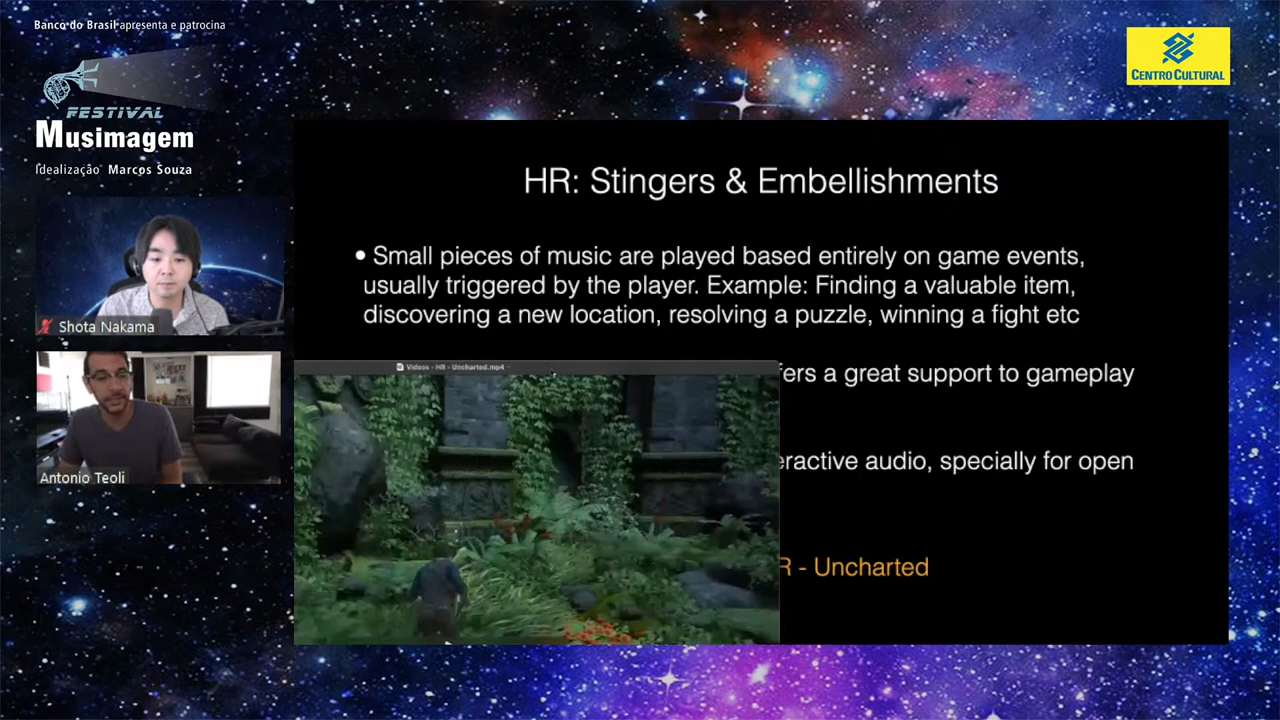 Banco do Brasil apresenta e patrocina
FESTIVAL
Musimagem
Idealização Marcos Souza
CENTRO CULTURAL
HR: Stingers & Embellishments
• Small pieces of music are played based entirely on game events,
usually triggered by the player. Example: Finding a valuable item,
discovering a new location, resolving a puzzle, winning a fight etc
Shota Nakama
Videos - HR - Uncharted.mp4
fers a great support to gameplay
eractive audio, specially for open
Antonio Teoli
R - Uncharted